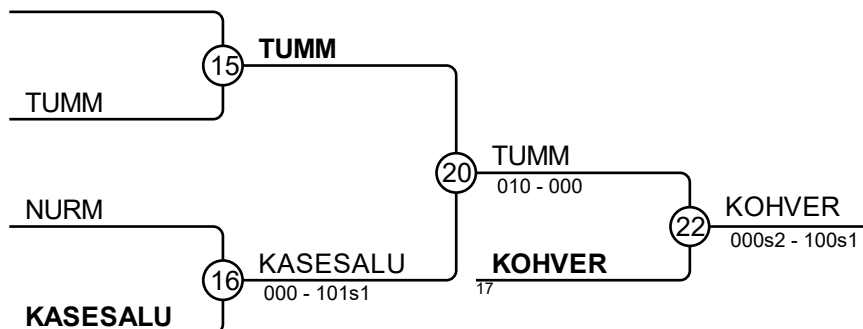 15
TUMM
TUMM
20
TUMM
010 - 000
NURM
22
KOHVER
000s2 - 100s1
16
KASESALU
000 - 101s1
KOHVER
17
KASESALU